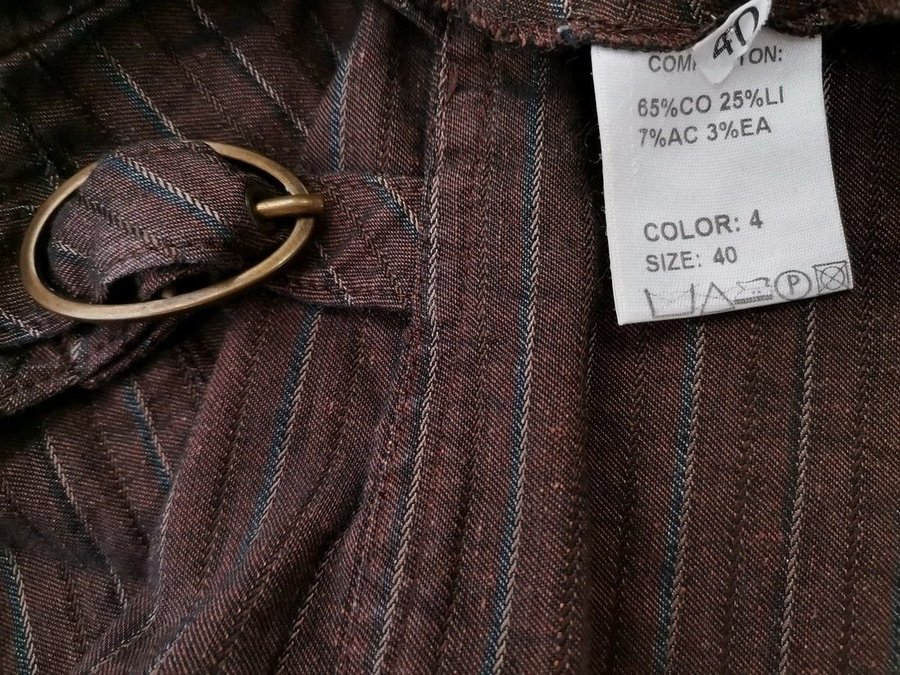 40
65%CO 25%LI
7%AC 3%EA
COLOR: 4
SIZE: 40
P